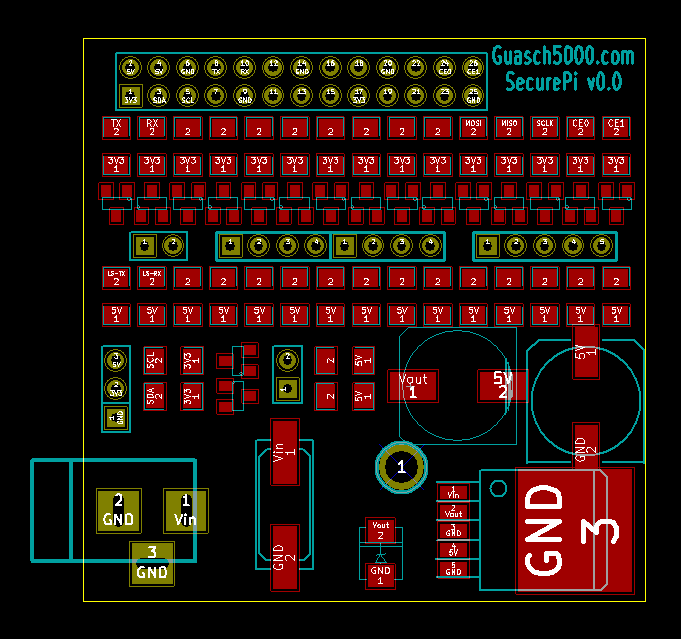 Guasch5000.com
SecurePi v0.0
2 4 6 8 10 12 14 16 18 20 22 24 26
5V 5V GND TX RX GND GND CE0 CE1
1 3 5 7 9 11 13 15 17 19 21 23 25
3V3 SDA SCL GND 3V3 GND
TX RX MOSI MISO SCLK CE0 CE1
2 2 2 2 2 2 2 2 2 2 2 2 2 2 2
3V3 3V3 3V3 3V3 3V3 3V3 3V3 3V3 3V3 3V3 3V3 3V3 3V3 3V3 3V3
1 1 1 1 1 1 1 1 1 1 1 1 1 1 1
1 2 1 2 3 4 1 2 3 4 1 2 3 4 5
LS-TX LS-RX
2 2 2 2 2 2 2 2 2 2 2 2 2 2 2
5V 5V 5V 5V 5V 5V 5V 5V 5V 5V 5V 5V 5V 5V 5V
1 1 1 1 1 1 1 1 1 1 1 1 1 1 1
3
5V
SCL
2
3V3
1
2
2
5V
1
5V
1
2
3V3
SDA
2
3V3
1
1
2
5V
1
Vout
1
5V
2
1
GND
Vin
1
GND
2
1
2
GND
1
Vin
3
GND
GND
2
Vout
2
GND
1
1
Vin
2
Vout
3
GND
4
5V
5
GND
GND
3